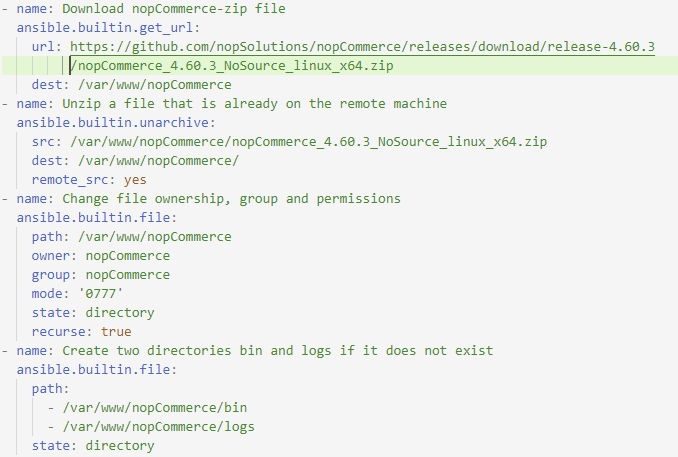 - name: Download nopCommerce-zip file
  ansible.builtin.get_url:
    url: https://github.com/nopSolutions/nopCommerce/releases/download/release-4.60.3
         /nopCommerce_4.60.3_NoSource_linux_x64.zip
    dest: /var/www/nopCommerce
- name: Unzip a file that is already on the remote machine
  ansible.builtin.unarchive:
    src: /var/www/nopCommerce/nopCommerce_4.60.3_NoSource_linux_x64.zip
    dest: /var/www/nopCommerce/
    remote_src: yes
- name: Change file ownership, group and permissions
  ansible.builtin.file:
    path: /var/www/nopCommerce
    owner: nopCommerce
    group: nopCommerce
    mode: '0777'
    state: directory
    recurse: true
- name: Create two directories bin and logs if it does not exist
  ansible.builtin.file:
    path:
      - /var/www/nopCommerce/bin
      - /var/www/nopCommerce/logs
    state: directory